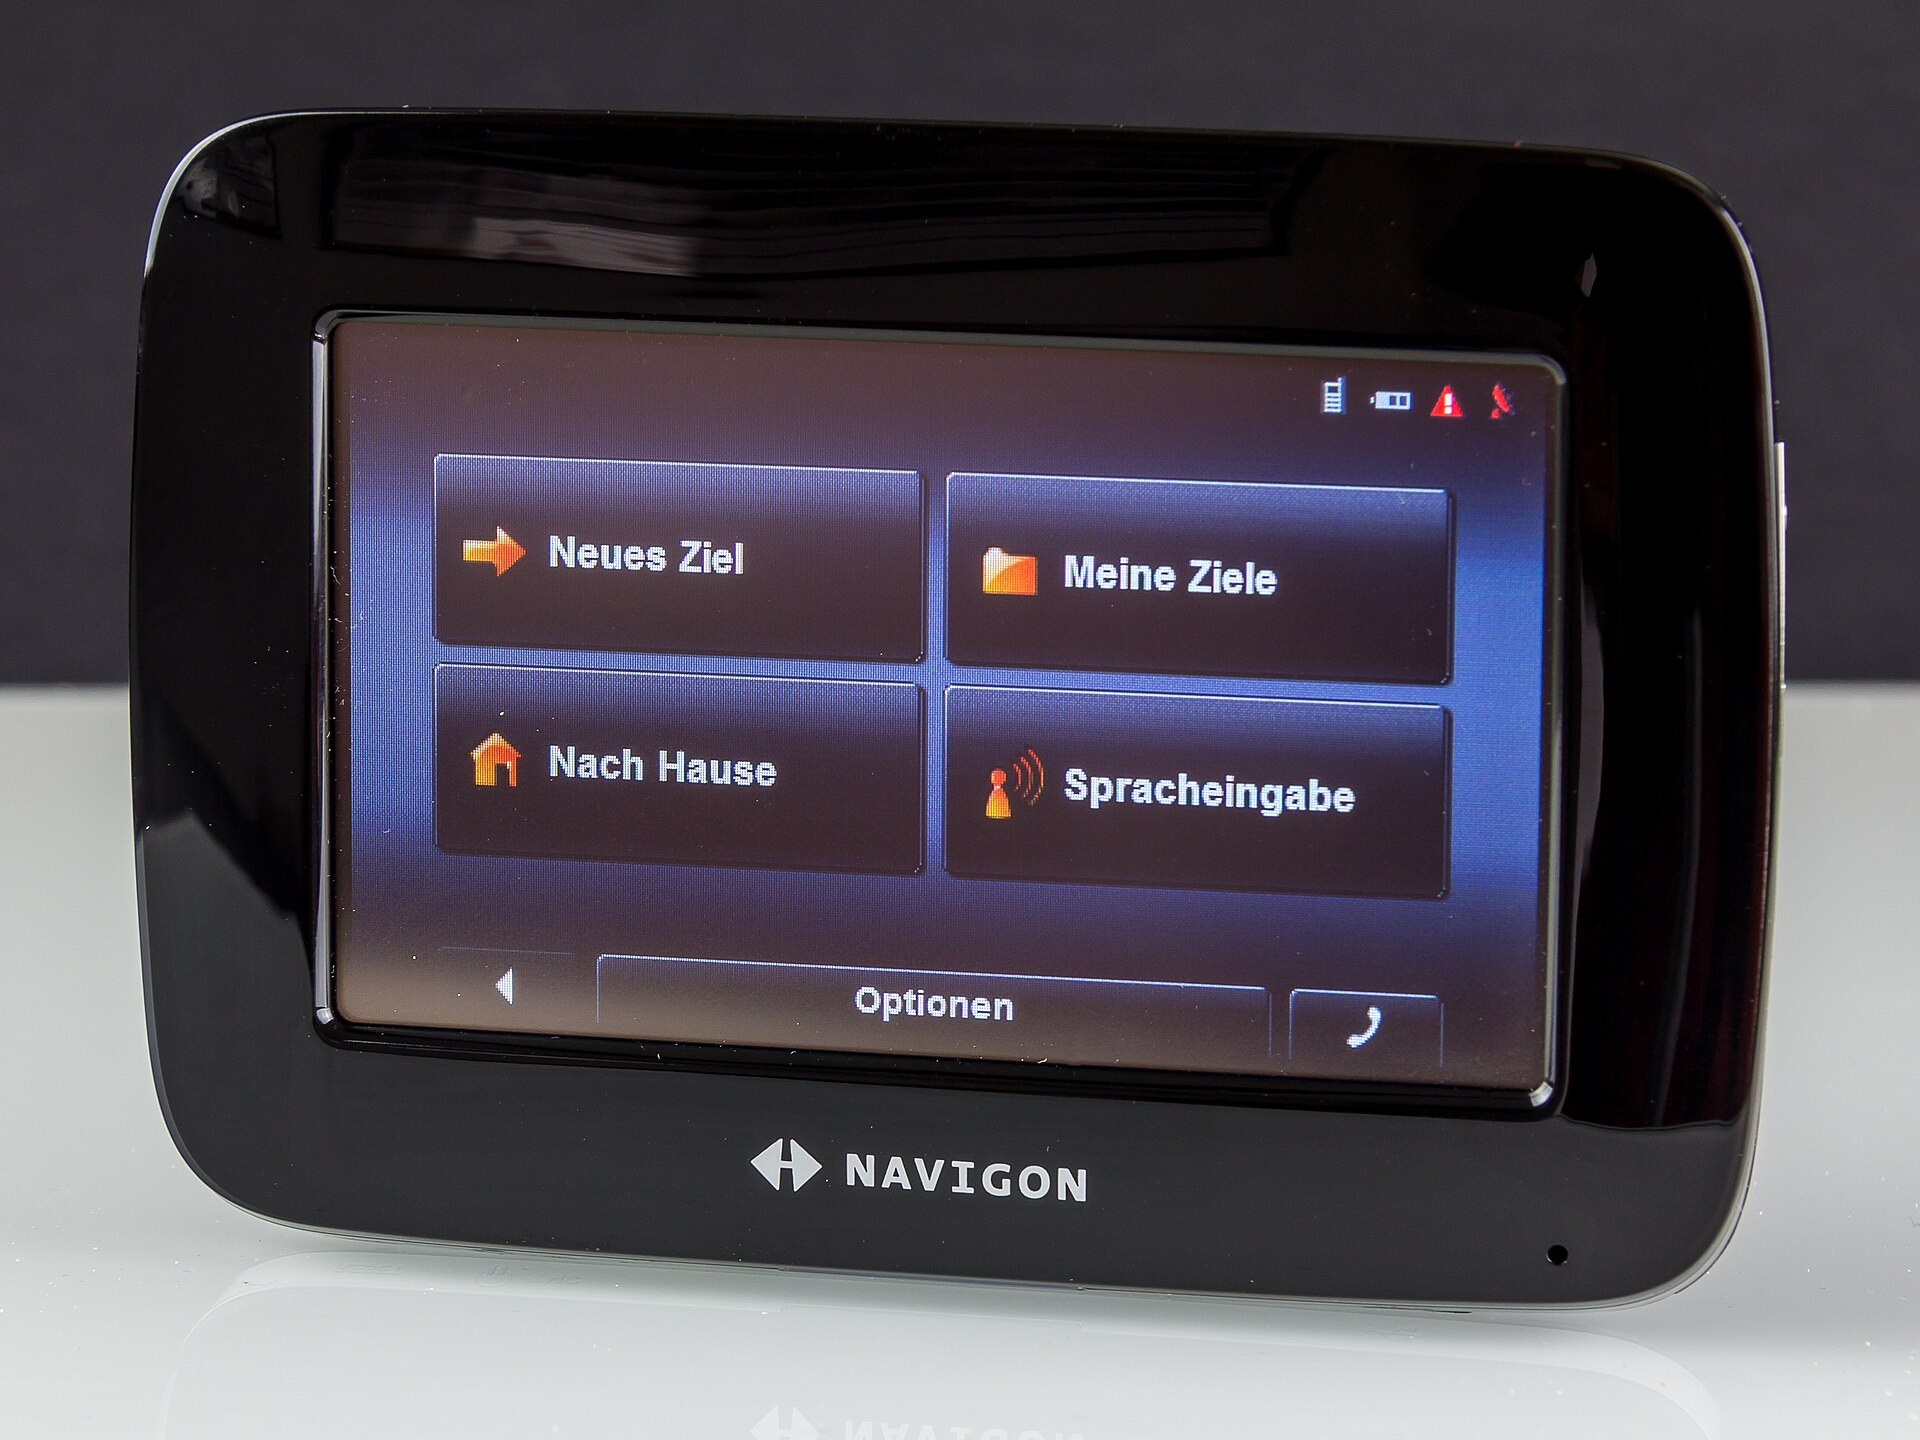 Neues Ziel
Meine Ziele
Nach Hause
Spracheingabe
Optionen
NAVIGON